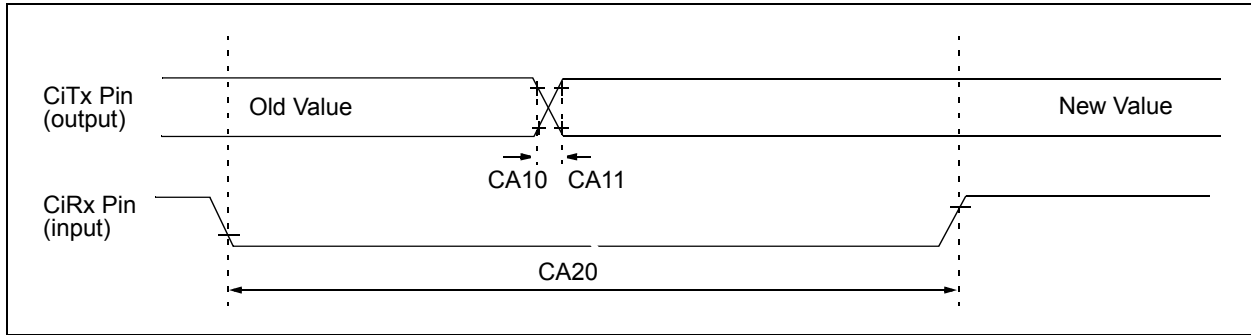 CiTx Pin
(output)
Old Value
New Value
CA10 CA11
CiRx Pin
(input)
CA20